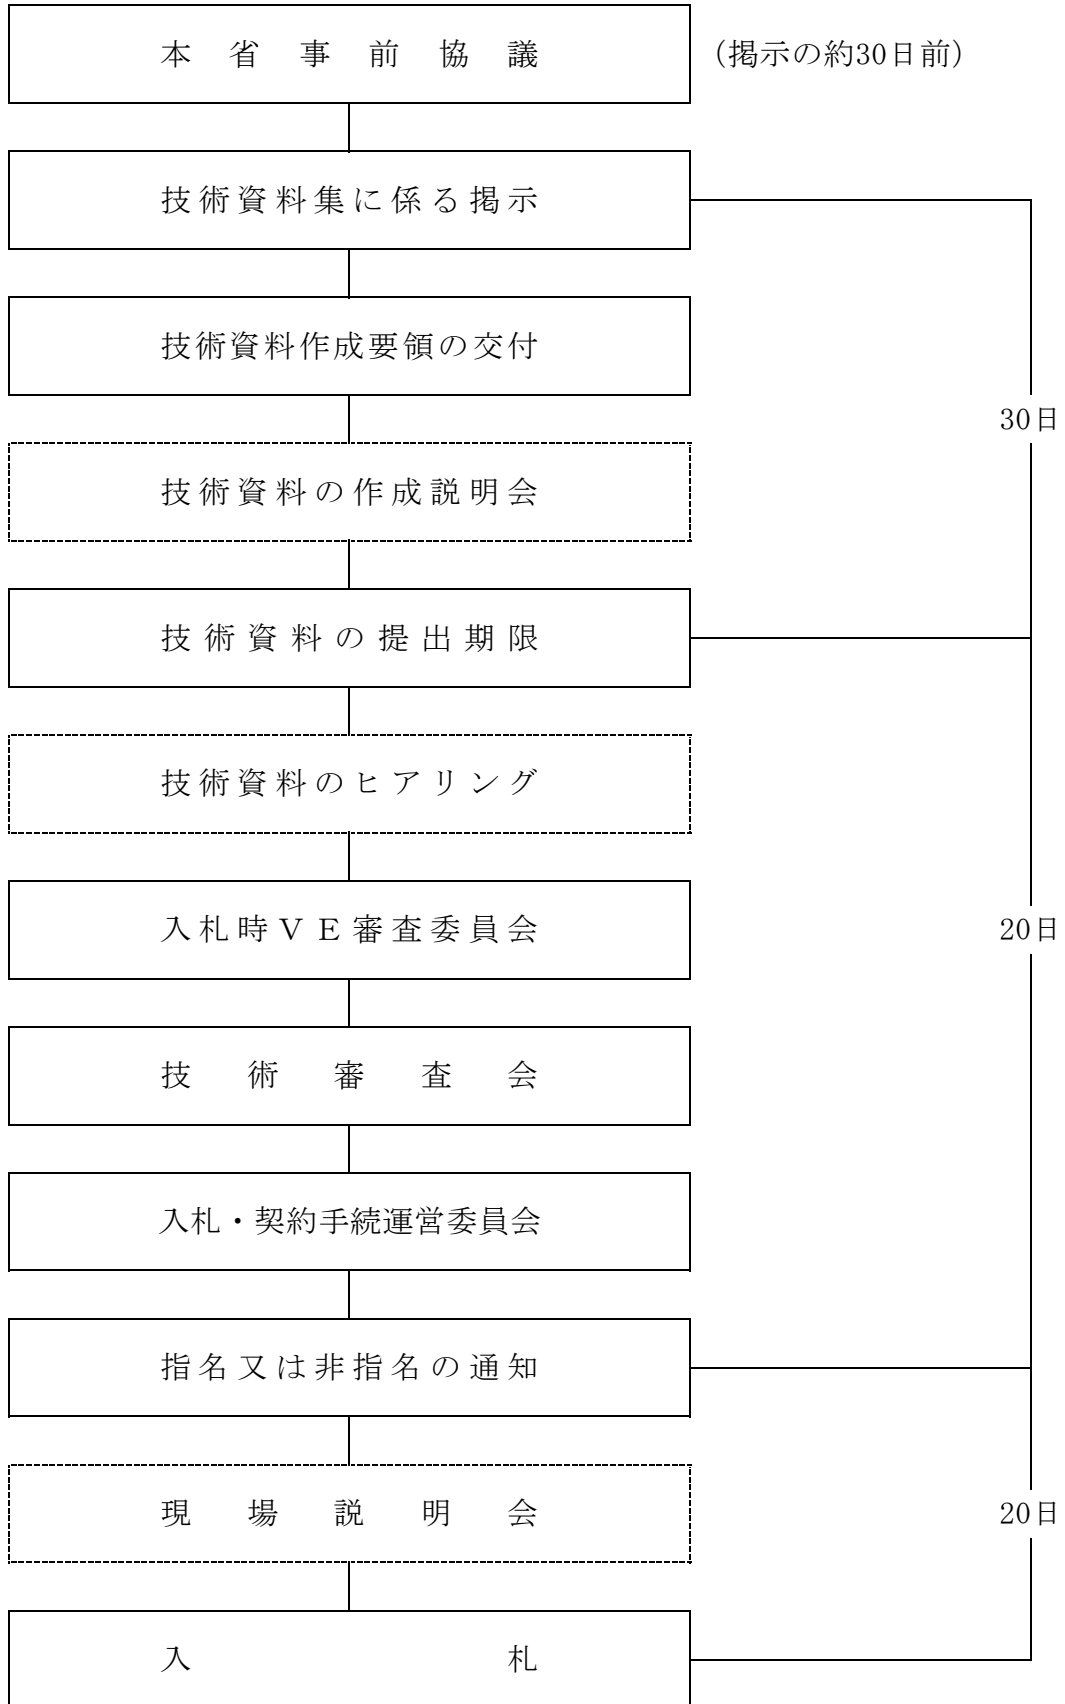 本省事前協議 (掲示の約30日前)
技術資料集に係る掲示
技術資料作成要領の交付
30日
技術資料の作成説明会
技術資料の提出期限
技術資料のヒアリング
入札時ＶＥ審査委員会
20日
技術審査会
入札・契約手続運営委員会
指名又は非指名の通知
現場説明会
20日
入札